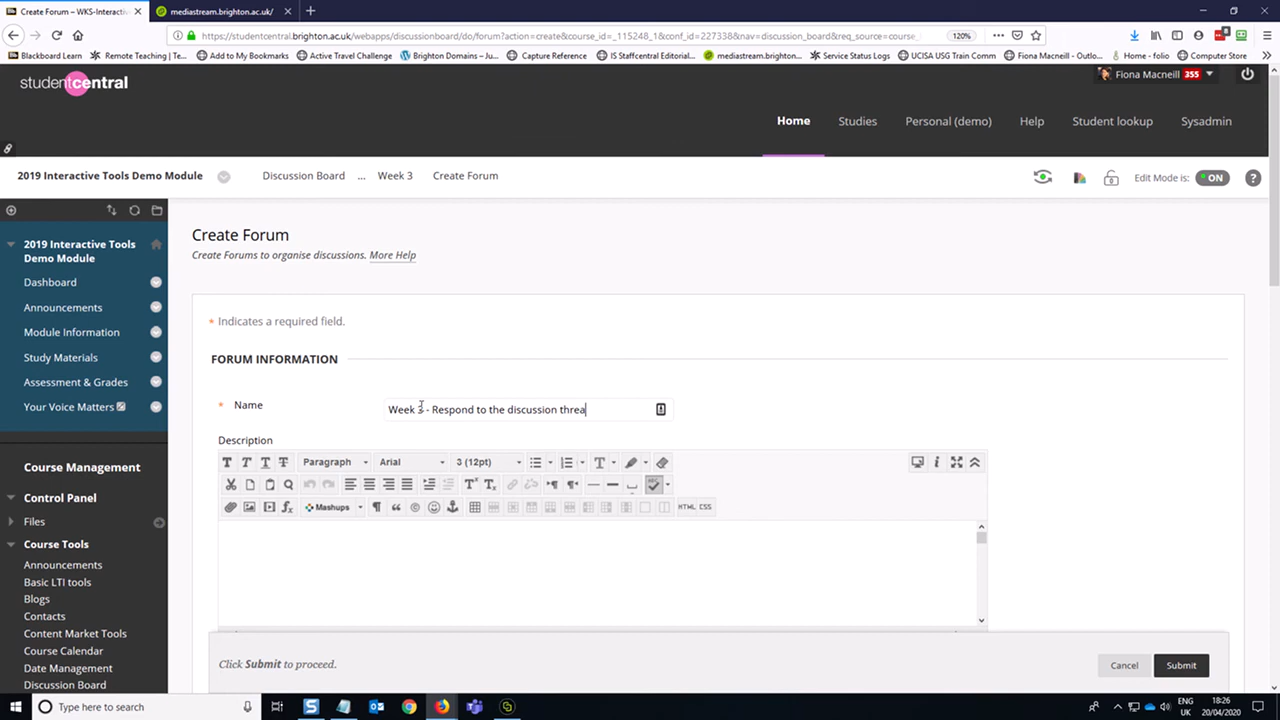 Create Forum – WKS-Interactiv
mediastream.brighton.ac.uk/
https://studentcentral.brighton.ac.uk/webapps/discussionboard/do/forum?action=create&course_id=_115248_1&conf_id=227338&nav=discussion_board&req_source=course_
120%
Blackboard Learn
Remote Teaching | Te...
Add to My Bookmarks
Active Travel Challenge
Brighton Domains – Ju...
Capture Reference
IS Staffcentral Editorial...
mediastream.brighton...
Service Status Logs
UCISA USG Train Comm
Fiona Macneill - Outlo...
Home - folio
Computer Store
studentcentral
Fiona Macneill 355
Home
Studies
Personal (demo)
Help
Student lookup
Sysadmin
2019 Interactive Tools Demo Module
Discussion Board
...
Week 3
Create Forum
Edit Mode is: ON
?
2019 Interactive Tools
Demo Module
Dashboard
Announcements
Module Information
Study Materials
Assessment & Grades
Your Voice Matters
Course Management
Control Panel
Files
Course Tools
Announcements
Basic LTI tools
Blogs
Contacts
Content Market Tools
Course Calendar
Date Management
Discussion Board
Create Forum
Create Forums to organise discussions. More Help
* Indicates a required field.
FORUM INFORMATION
* Name
Week 3 - Respond to the discussion threa
Description
T T T T Paragraph Arial 3 (12pt)
Mashups
HTML CSS
Click Submit to proceed.
Cancel
Submit
Type here to search
ENG
UK
18:26
20/04/2020